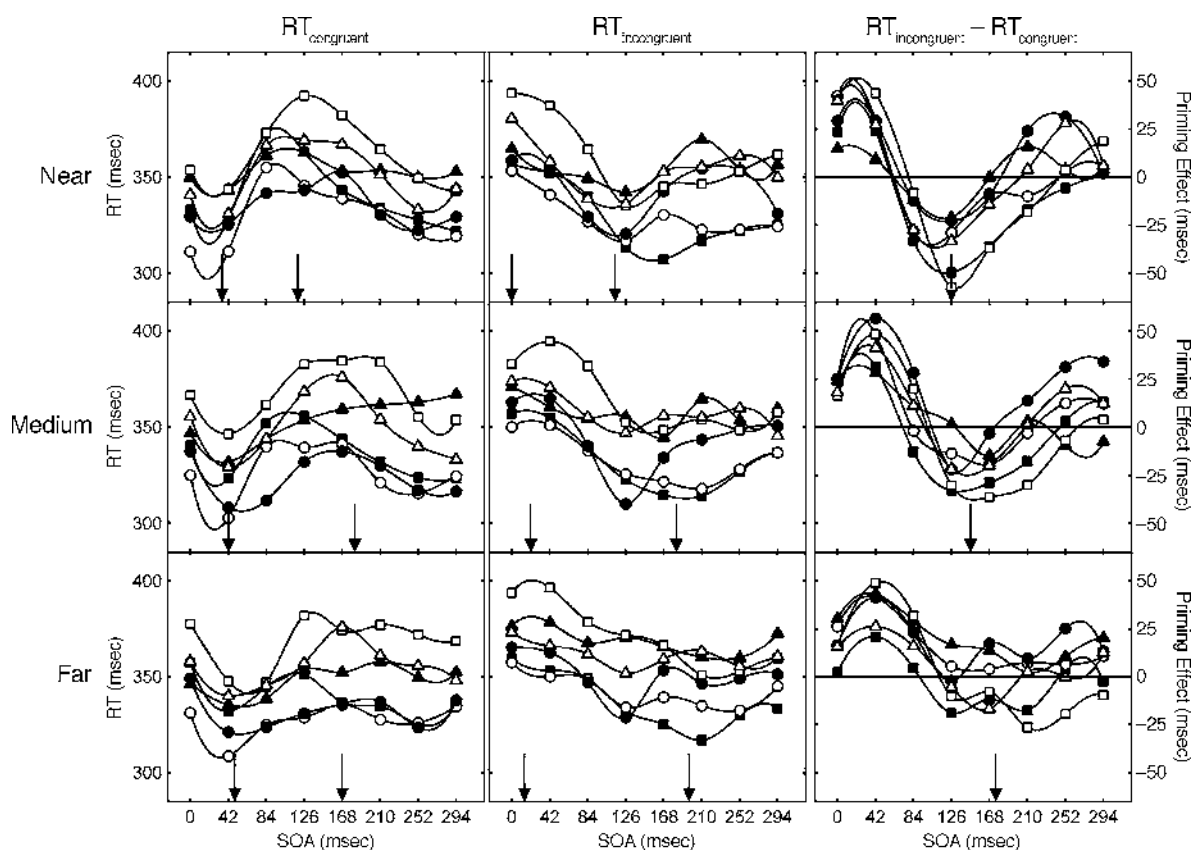 RTcongruent RTincongruent RTincongruent – RTcongruent
Near
RT (msec)
400
350
300
50
25
0
−25
−50
Priming Effect (msec)
Medium
RT (msec)
400
350
300
50
25
0
−25
−50
Priming Effect (msec)
Far
RT (msec)
400
350
300
50
25
0
−25
−50
Priming Effect (msec)
0 42 84 126 168 210 252 294
0 42 84 126 168 210 252 294
0 42 84 126 168 210 252 294
SOA (msec) SOA (msec) SOA (msec)